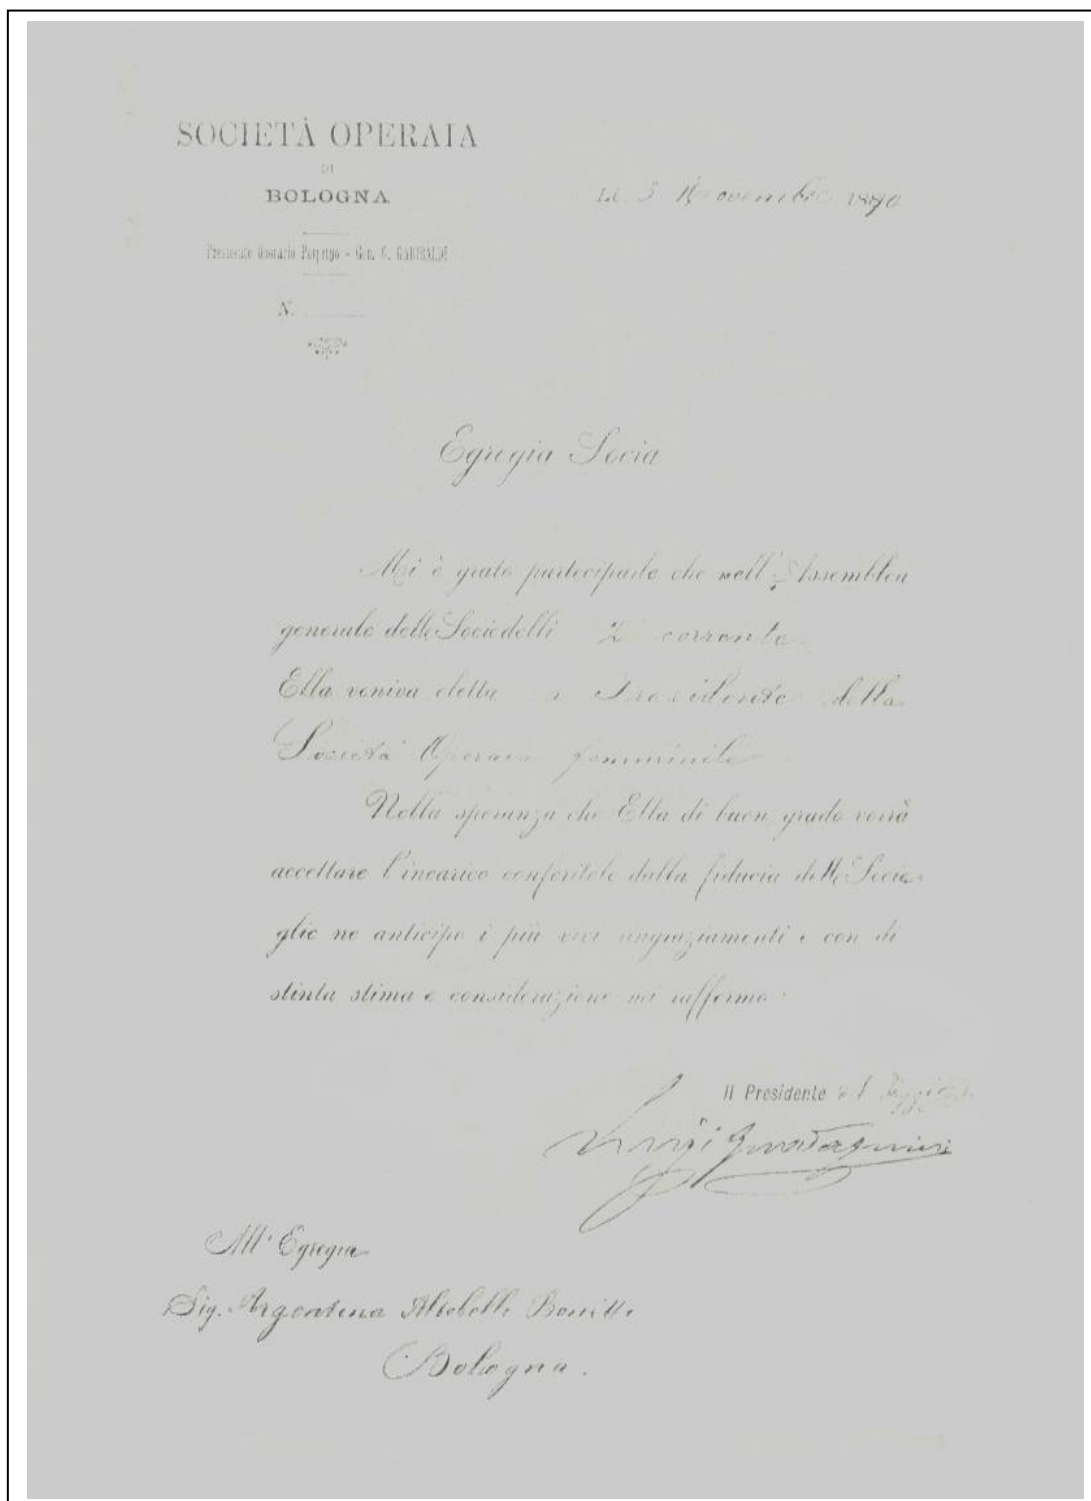 SOCIETÀ OPERAIA
DI
BOLOGNA
Li 3 Novembre 1890
Presidente Onorario Perpetuo - Gen. G. GARIBALDI
N.
Egregia Socia
Mi è grato parteciparle che nell'Assemblea
generale delle Socie delli 2 corrente
Ella veniva eletta a Presidente della
Società Operaia femminile
Nella speranza che Ella di buon grado vorrà
accettare l'incarico conferitole dalla fiducia delle Socie
glie ne anticipo i più vivi ringraziamenti e con di
stinta stima e considerazione mi raffermo.
Il Presidente
Luigi
All'Egregia
Sig. Argentina Altobelli Bonetti
Bologna.